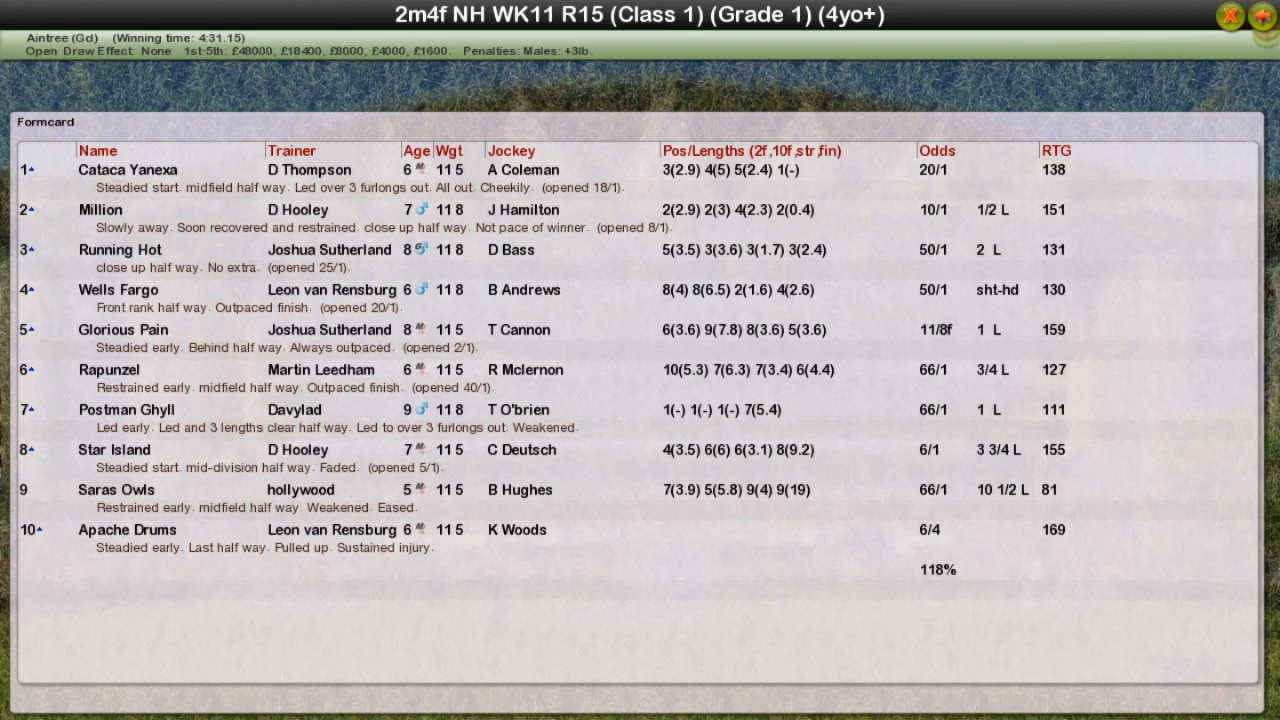 2m4f NH WK11 R15 (Class 1) (Grade 1) (4yo+)
Aintree (Gd) (Winning time: 4:31.15)
Open Draw Effect: None 1st-5th: £48000, £18400, £8000, £4000, £1600. Penalties: Males: +3lb.
Formcard
Name Trainer Age Wgt Jockey Pos/Lengths (2f,10f,str,fin) Odds RTG
1 Cataca Yanexa D Thompson 6 11 5 A Coleman 3(2.9) 4(5) 5(2.4) 1(-) 20/1 138
Steadied start. midfield half way. Led over 3 furlongs out. All out. Cheekily. (opened 18/1).
2 Million D Hooley 7 11 8 J Hamilton 2(2.9) 2(3) 4(2.3) 2(0.4) 10/1 1/2 L 151
Slowly away. Soon recovered and restrained. close up half way. Not pace of winner. (opened 8/1).
3 Running Hot Joshua Sutherland 8 11 8 D Bass 5(3.5) 3(3.6) 3(1.7) 3(2.4) 50/1 2 L 131
close up half way. No extra. (opened 25/1).
4 Wells Fargo Leon van Rensburg 6 11 8 B Andrews 8(4) 8(6.5) 2(1.6) 4(2.6) 50/1 sht-hd 130
Front rank half way. Outpaced finish. (opened 20/1).
5 Glorious Pain Joshua Sutherland 8 11 5 T Cannon 6(3.6) 9(7.8) 8(3.6) 5(3.6) 11/8f 1 L 159
Steadied early. Behind half way. Always outpaced. (opened 2/1).
6 Rapunzel Martin Leedham 6 11 5 R Mclernon 10(5.3) 7(6.3) 7(3.4) 6(4.4) 66/1 3/4 L 127
Restrained early. midfield half way. Outpaced finish. (opened 40/1).
7 Postman Ghyll Davylad 9 11 8 T O'brien 1(-) 1(-) 1(-) 7(5.4) 66/1 1 L 111
Led early. Led and 3 lengths clear half way. Led to over 3 furlongs out. Weakened.
8 Star Island D Hooley 7 11 5 C Deutsch 4(3.5) 6(6) 6(3.1) 8(9.2) 6/1 3 3/4 L 155
Steadied start. mid-division half way. Faded. (opened 5/1).
9 Saras Owls hollywood 5 11 5 B Hughes 7(3.9) 5(5.8) 9(4) 9(19) 66/1 10 1/2 L 81
Restrained early. midfield half way. Weakened. Eased.
10 Apache Drums Leon van Rensburg 6 11 5 K Woods 6/4 169
Steadied early. Last half way. Pulled up. Sustained injury.
118%